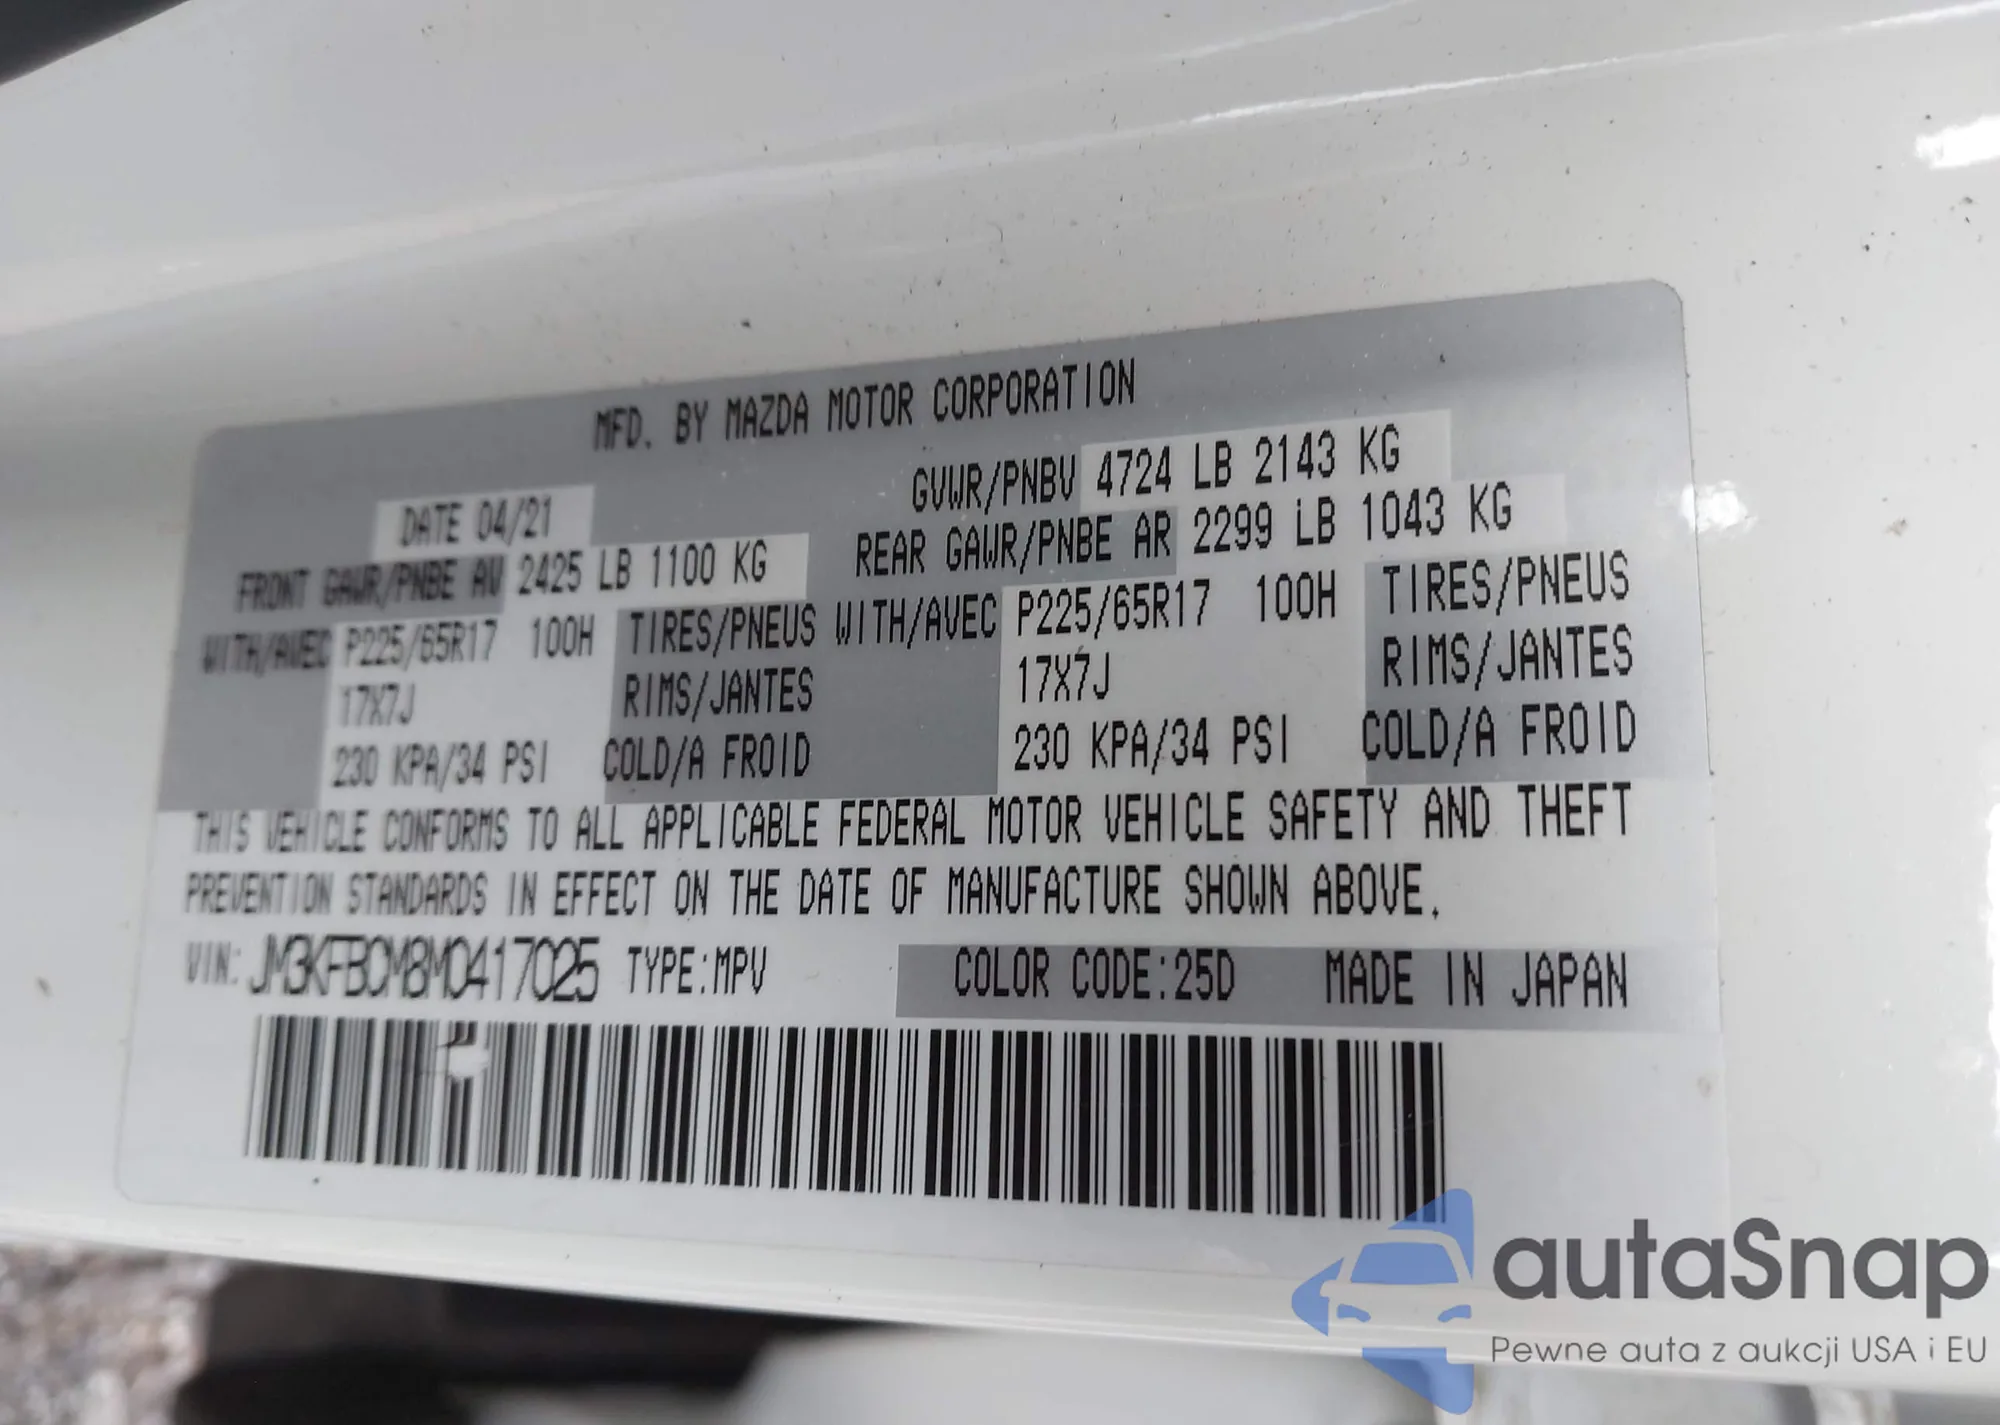 MFD. BY MAZDA MOTOR CORPORATION
DATE 04/21 GVWR/PNBV 4724 LB 2143 KG
FRONT GAWR/PNBE AV 2425 LB 1100 KG REAR GAWR/PNBE AR 2299 LB 1043 KG
WITH/AVEC P225/65R17 100H TIRES/PNEUS WITH/AVEC P225/65R17 100H TIRES/PNEUS
17X7J RIMS/JANTES 17X7J RIMS/JANTES
230 KPA/34 PSI COLD/A FROID 230 KPA/34 PSI COLD/A FROID
THIS VEHICLE CONFORMS TO ALL APPLICABLE FEDERAL MOTOR VEHICLE SAFETY AND THEFT
PREVENTION STANDARDS IN EFFECT ON THE DATE OF MANUFACTURE SHOWN ABOVE.
VIN: JM3KFBCM8M0417025 TYPE:MPV COLOR CODE:25D MADE IN JAPAN
autaSnap
Pewne auta z aukcji USA i EU